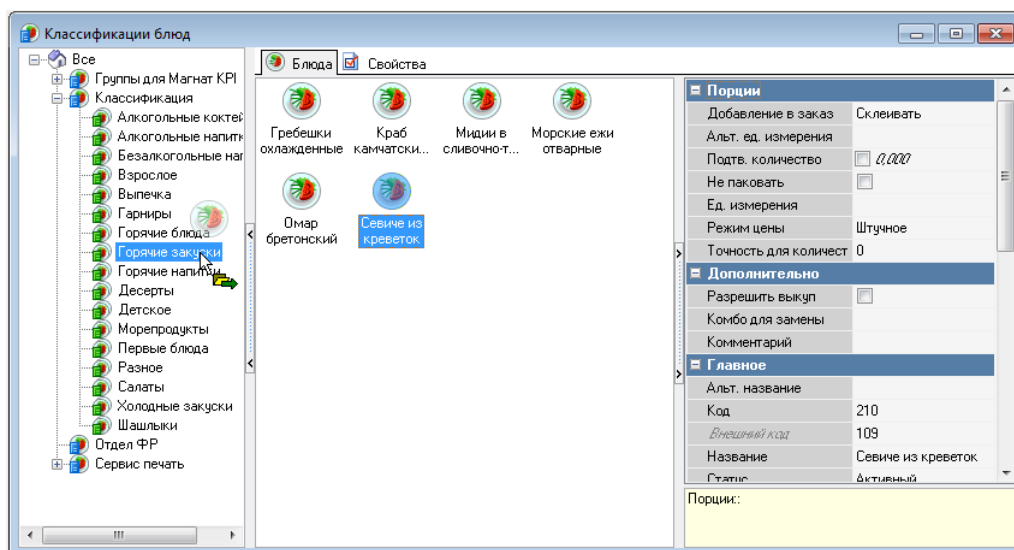 Классификации блюд
Все
Группы для Магнат KPI
Классификация
Алкогольные коктей
Алкогольные напитк
Безалкогольные нап
Взрослое
Выпечка
Гарниры
Горячие блюда
Горячие закуски
Горячие напитки
Десерты
Детское
Морепродукты
Первые блюда
Разное
Салаты
Холодные закуски
Шашлыки
Отдел ФР
Сервис печать
Блюда Свойства
Гребешки охлажденные
Краб камчатски...
Мидии в сливочно-т...
Морские ежи отварные
Омар бретонский
Севиче из креветок
Порции
Добавление в заказ Склеивать
Альт. ед. измерения
Подтв. количество 0,000
Не паковать
Ед. измерения
Режим цены Штучное
Точность для количест 0
Дополнительно
Разрешить выкуп
Комбо для замены
Комментарий
Главное
Альт. название
Код 210
Внешний код 109
Название Севиче из креветок
Статус Активный
Порции::